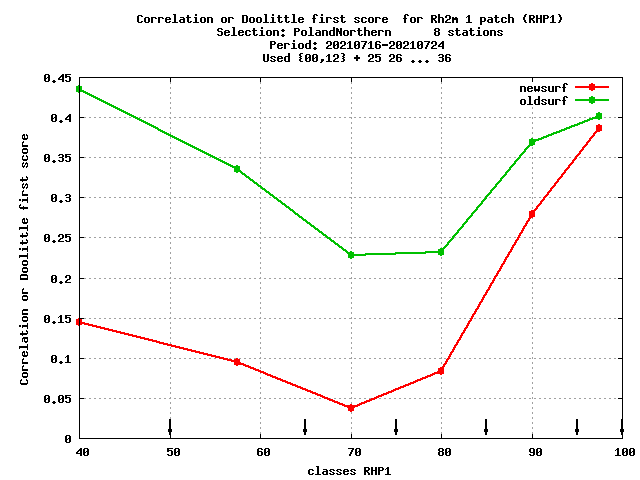 Correlation or Doolittle first score  for Rh2m 1 patch (RHP1)
Selection: PolandNorthern      8 stations
Period: 20210716-20210724
Used {00,12} + 25 26 ... 36
newsurf
oldsurf
Correlation or Doolittle first score
0.45
0.4
0.35
0.3
0.25
0.2
0.15
0.1
0.05
0
40 50 60 70 80 90 100
classes RHP1